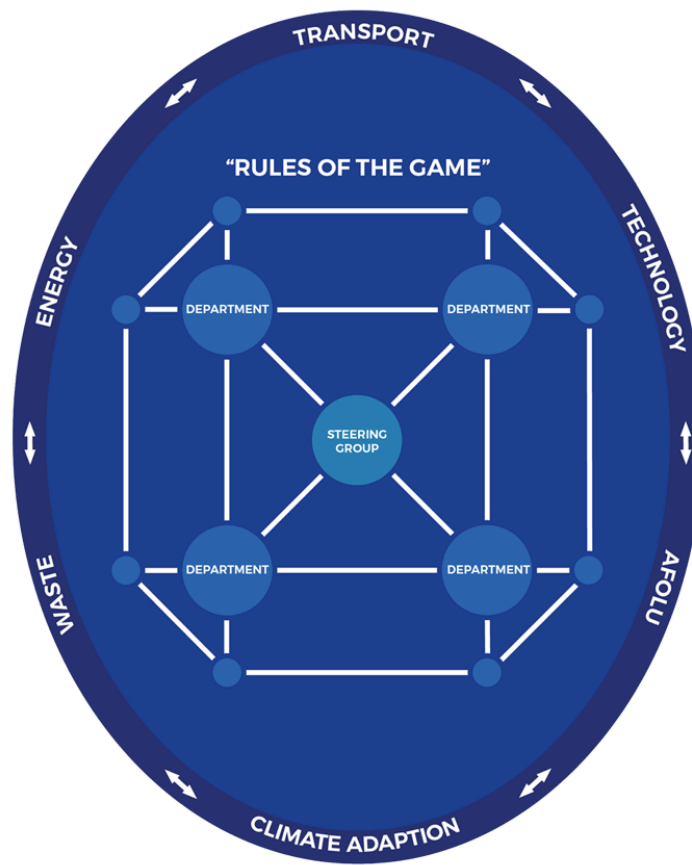 TRANSPORT
“RULES OF THE GAME”
ENERGY
TECHNOLOGY
DEPARTMENT
DEPARTMENT
STEERING
GROUP
DEPARTMENT
DEPARTMENT
WASTE
AFOLU
CLIMATE ADAPTION